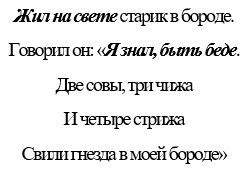 Жил на свете старик в бороде.
Говорил он: «Я знал, быть беде.
Две совы, три чижа
И четыре стрижа
Свили гнезда в моей бороде»